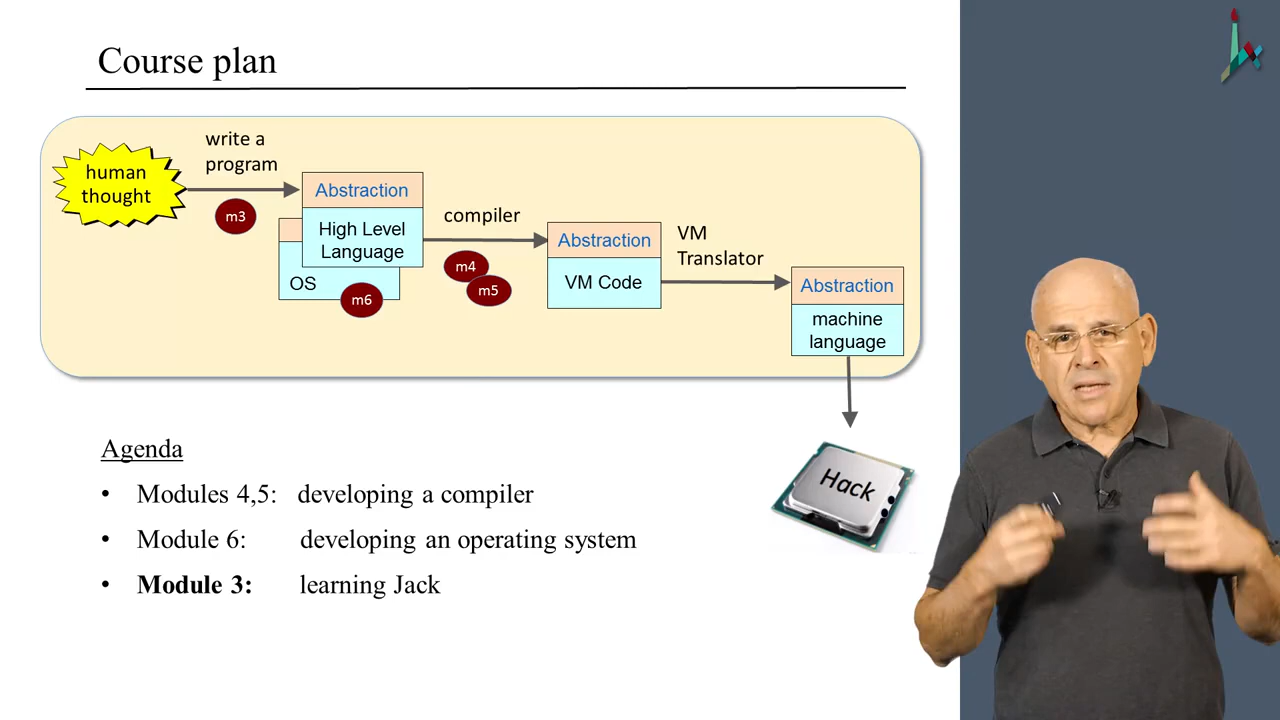 Course plan
human
thought
write a
program
m3
Abstraction
High Level
Language
OS
m6
compiler
m4
m5
Abstraction
VM Code
VM
Translator
Abstraction
machine
language
Hack
Agenda
• Modules 4,5: developing a compiler
• Module 6: developing an operating system
• Module 3: learning Jack